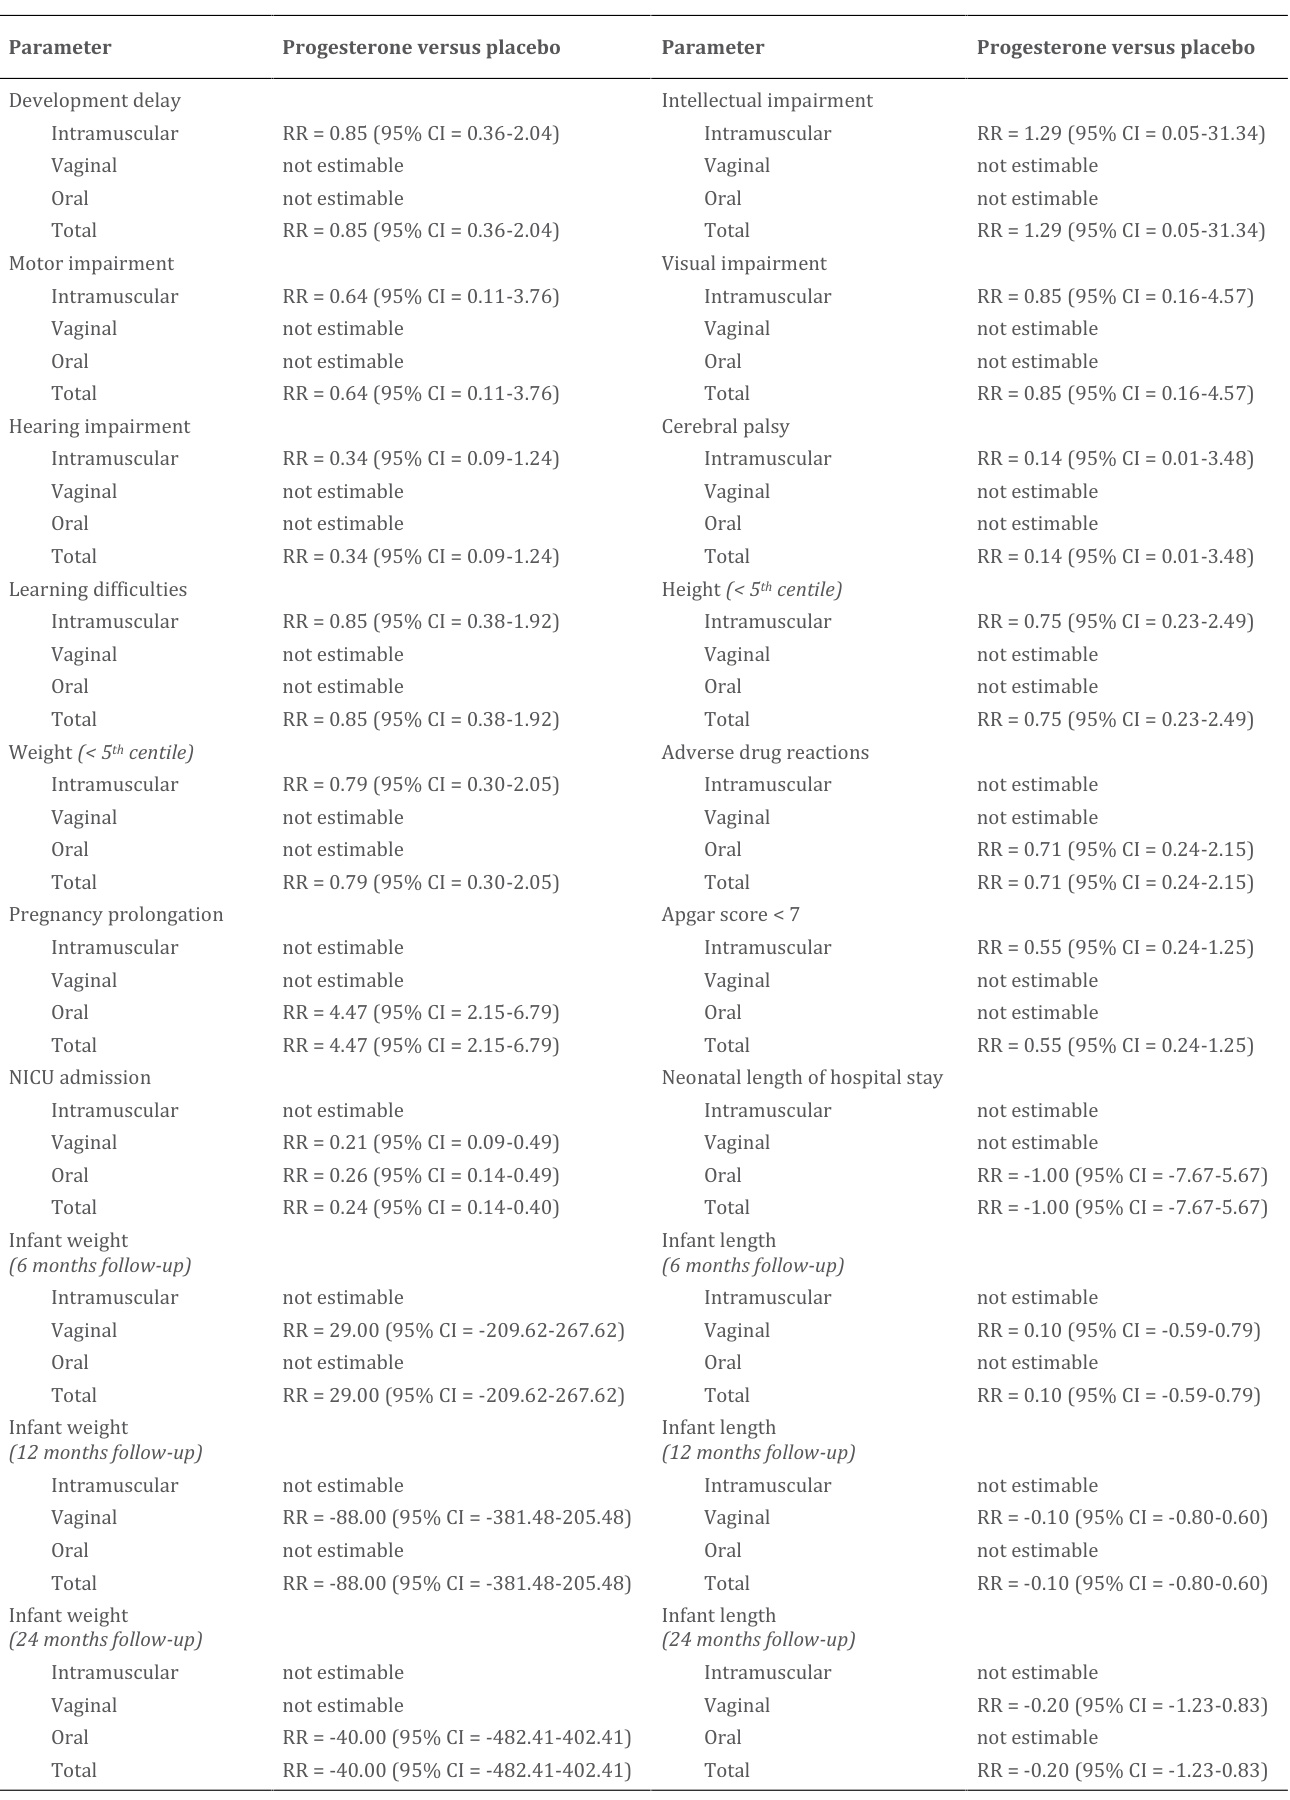 Parameter Progesterone versus placebo Parameter Progesterone versus placebo
Development delay Intellectual impairment
Intramuscular RR = 0.85 (95% CI = 0.36-2.04) Intramuscular RR = 1.29 (95% CI = 0.05-31.34)
Vaginal not estimable Vaginal not estimable
Oral not estimable Oral not estimable
Total RR = 0.85 (95% CI = 0.36-2.04) Total RR = 1.29 (95% CI = 0.05-31.34)
Motor impairment Visual impairment
Intramuscular RR = 0.64 (95% CI = 0.11-3.76) Intramuscular RR = 0.85 (95% CI = 0.16-4.57)
Vaginal not estimable Vaginal not estimable
Oral not estimable Oral not estimable
Total RR = 0.64 (95% CI = 0.11-3.76) Total RR = 0.85 (95% CI = 0.16-4.57)
Hearing impairment Cerebral palsy
Intramuscular RR = 0.34 (95% CI = 0.09-1.24) Intramuscular RR = 0.14 (95% CI = 0.01-3.48)
Vaginal not estimable Vaginal not estimable
Oral not estimable Oral not estimable
Total RR = 0.34 (95% CI = 0.09-1.24) Total RR = 0.14 (95% CI = 0.01-3.48)
Learning difficulties Height (< 5th centile)
Intramuscular RR = 0.85 (95% CI = 0.38-1.92) Intramuscular RR = 0.75 (95% CI = 0.23-2.49)
Vaginal not estimable Vaginal not estimable
Oral not estimable Oral not estimable
Total RR = 0.85 (95% CI = 0.38-1.92) Total RR = 0.75 (95% CI = 0.23-2.49)
Weight (< 5th centile) Adverse drug reactions
Intramuscular RR = 0.79 (95% CI = 0.30-2.05) Intramuscular not estimable
Vaginal not estimable Vaginal not estimable
Oral not estimable Oral RR = 0.71 (95% CI = 0.24-2.15)
Total RR = 0.79 (95% CI = 0.30-2.05) Total RR = 0.71 (95% CI = 0.24-2.15)
Pregnancy prolongation Apgar score < 7
Intramuscular not estimable Intramuscular RR = 0.55 (95% CI = 0.24-1.25)
Vaginal not estimable Vaginal not estimable
Oral RR = 4.47 (95% CI = 2.15-6.79) Oral not estimable
Total RR = 4.47 (95% CI = 2.15-6.79) Total RR = 0.55 (95% CI = 0.24-1.25)
NICU admission Neonatal length of hospital stay
Intramuscular not estimable Intramuscular not estimable
Vaginal RR = 0.21 (95% CI = 0.09-0.49) Vaginal not estimable
Oral RR = 0.26 (95% CI = 0.14-0.49) Oral RR = -1.00 (95% CI = -7.67-5.67)
Total RR = 0.24 (95% CI = 0.14-0.40) Total RR = -1.00 (95% CI = -7.67-5.67)
Infant weight Infant length
(6 months follow-up) (6 months follow-up)
Intramuscular not estimable Intramuscular not estimable
Vaginal RR = 29.00 (95% CI = -209.62-267.62) Vaginal RR = 0.10 (95% CI = -0.59-0.79)
Oral not estimable Oral not estimable
Total RR = 29.00 (95% CI = -209.62-267.62) Total RR = 0.10 (95% CI = -0.59-0.79)
Infant weight Infant length
(12 months follow-up) (12 months follow-up)
Intramuscular not estimable Intramuscular not estimable
Vaginal RR = -88.00 (95% CI = -381.48-205.48) Vaginal RR = -0.10 (95% CI = -0.80-0.60)
Oral not estimable Oral not estimable
Total RR = -88.00 (95% CI = -381.48-205.48) Total RR = -0.10 (95% CI = -0.80-0.60)
Infant weight Infant length
(24 months follow-up) (24 months follow-up)
Intramuscular not estimable Intramuscular not estimable
Vaginal not estimable Vaginal RR = -0.20 (95% CI = -1.23-0.83)
Oral RR = -40.00 (95% CI = -482.41-402.41) Oral not estimable
Total RR = -40.00 (95% CI = -482.41-402.41) Total RR = -0.20 (95% CI = -1.23-0.83)